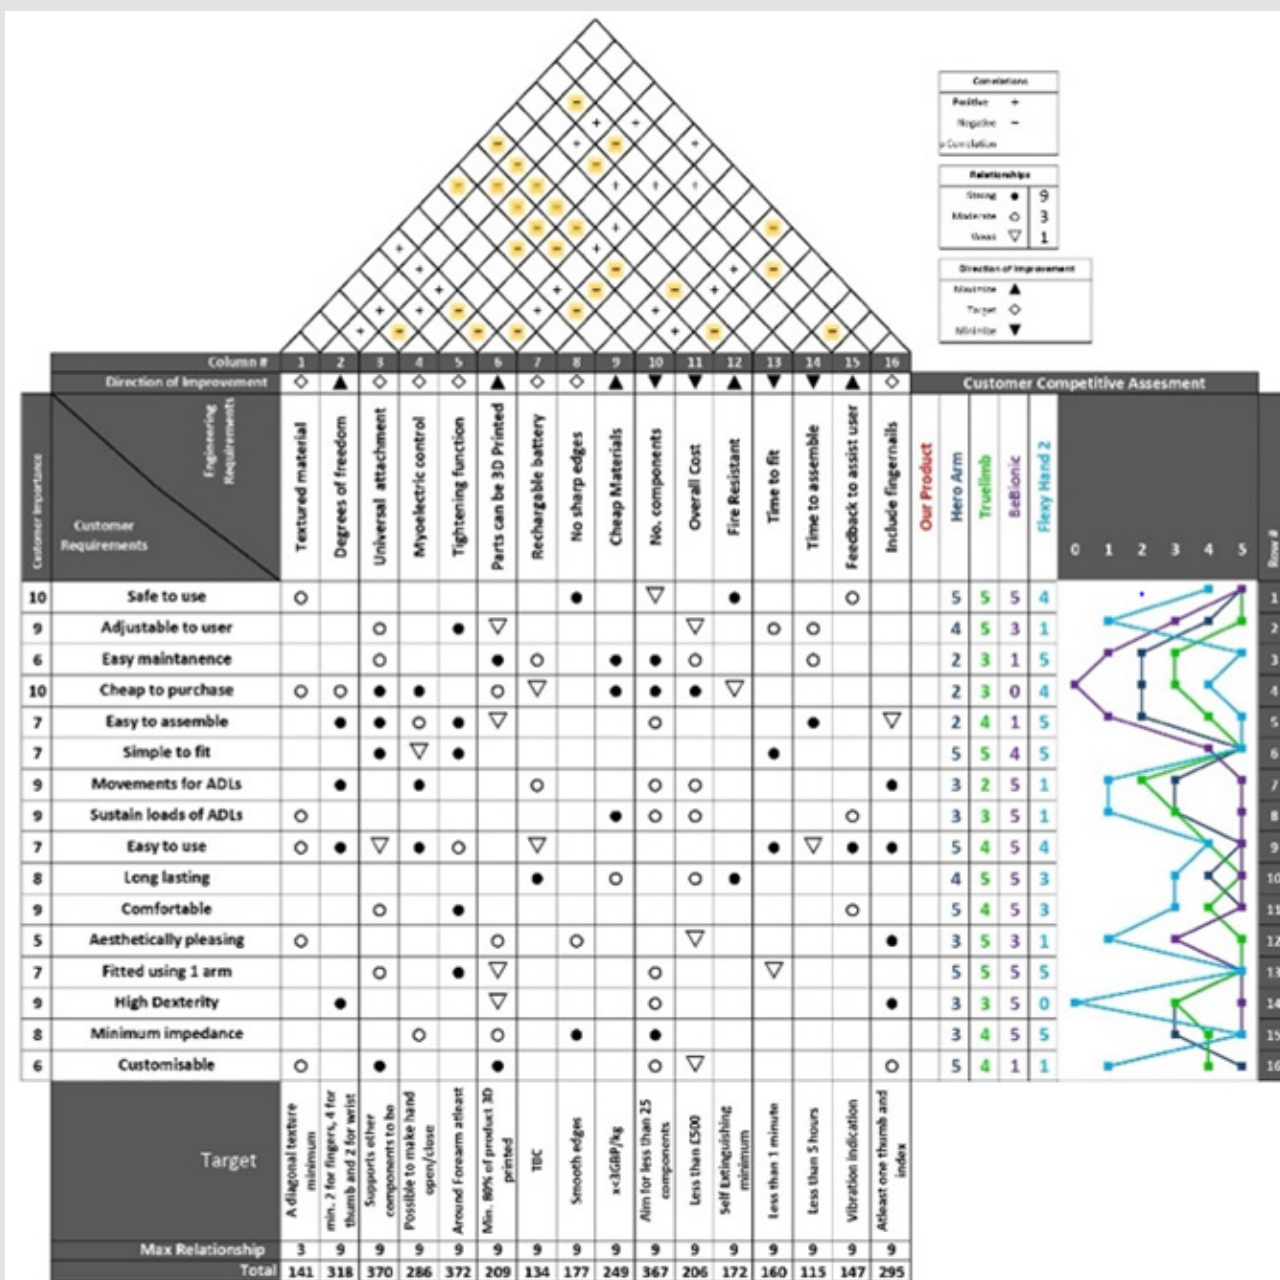 Correlations
Positive +
Negative −
Correlation
Relationships
Strong ● 9
Moderate ○ 3
Weak ▽ 1
Direction of Improvement
Maximise ▲
Target ◇
Minimise ▼
Column # 1 2 3 4 5 6 7 8 9 10 11 12 13 14 15 16
Direction of Improvement ◇ ▲ ◇ ◇ ◇ ▲ ◇ ◇ ▲ ▼ ▼ ▲ ▼ ▼ ▲ ◇
Customer Competitive Assesment
Customer Importance
Engineering
Requirements
Customer
Requirements
Textured material
Degrees of freedom
Universal attachment
Myoelectric control
Tightening function
Parts can be 3D Printed
Rechargable battery
No sharp edges
Cheap Materials
No. components
Overall Cost
Fire Resistant
Time to fit
Time to assemble
Feedback to assist user
Include fingernails
Our Product
Hero Arm
Truelimb
BeBionic
Flexy Hand 2
0 1 2 3 4 5
Row #
10 Safe to use ○ ● ▽ ● ○ 5 5 5 4 1
9 Adjustable to user ○ ● ▽ ▽ ○ ○ 4 5 3 1 2
6 Easy maintanence ○ ● ○ ● ● ○ ○ 2 3 1 5 3
10 Cheap to purchase ○ ○ ● ● ○ ▽ ● ● ● ▽ 2 3 0 4 4
7 Easy to assemble ● ● ○ ● ▽ ○ ● ▽ 2 4 1 5 5
7 Simple to fit ● ▽ ● ● 5 5 4 5 6
9 Movements for ADLs ● ● ○ ○ ○ ● 3 2 5 1 7
9 Sustain loads of ADLs ○ ● ○ ○ ○ 3 3 5 1 8
7 Easy to use ○ ● ▽ ● ○ ▽ ● ▽ ● ● 5 4 5 4 9
8 Long lasting ● ○ ○ ● 4 5 5 3 10
9 Comfortable ○ ● ○ 5 4 5 3 11
5 Aesthetically pleasing ○ ○ ○ ▽ ● 3 5 3 1 12
7 Fitted using 1 arm ○ ● ▽ ○ ▽ 5 5 5 5 13
9 High Dexterity ● ▽ ○ ● 3 3 5 0 14
8 Minimum impedance ○ ○ ● ● 3 4 5 5 15
6 Customisable ○ ● ● ○ ▽ ○ 5 4 1 1 16
Target
A diagonal texture
minimum
min. 2 for fingers, 4 for
thumb and 2 for wrist
Supports other
components to be
Possible to make hand
open/close
Around Forearm atleast
Min. 80% of product 3D
printed
TBC
Smooth edges
x<3GBP/kg
Aim for less than 25
components
Less than £500
Self Extinguishing
minimum
Less than 1 minute
Less than 5 hours
Vibration indication
Atleast one thumb and
index
Max Relationship 3 9 9 9 9 9 9 9 9 9 9 9 9 9 9 9
Total 141 318 370 286 372 209 134 177 249 367 206 172 160 115 147 295